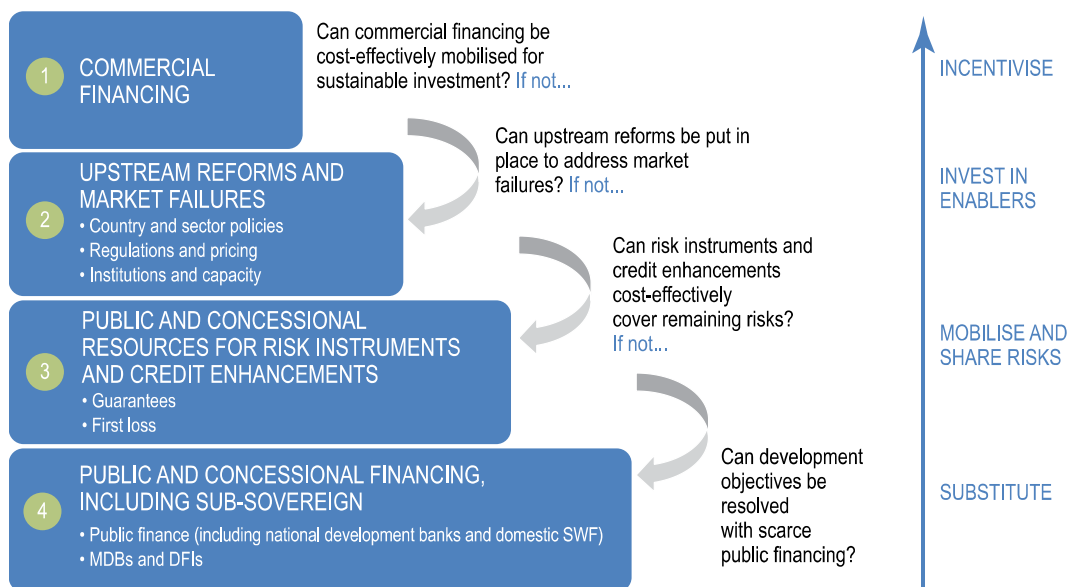 1
COMMERCIAL
FINANCING
Can commercial financing be
cost-effectively mobilised for
sustainable investment? If not...
INCENTIVISE
2
UPSTREAM REFORMS AND
MARKET FAILURES
• Country and sector policies
• Regulations and pricing
• Institutions and capacity
Can upstream reforms be put in
place to address market
failures? If not...
INVEST IN
ENABLERS
3
PUBLIC AND CONCESSIONAL
RESOURCES FOR RISK INSTRUMENTS
AND CREDIT ENHANCEMENTS
• Guarantees
• First loss
Can risk instruments and
credit enhancements
cost-effectively
cover remaining risks?
If not...
MOBILISE AND
SHARE RISKS
4
PUBLIC AND CONCESSIONAL FINANCING,
INCLUDING SUB-SOVEREIGN
• Public finance (including national development banks and domestic SWF)
• MDBs and DFIs
Can development
objectives be
resolved
with scarce
public financing?
SUBSTITUTE